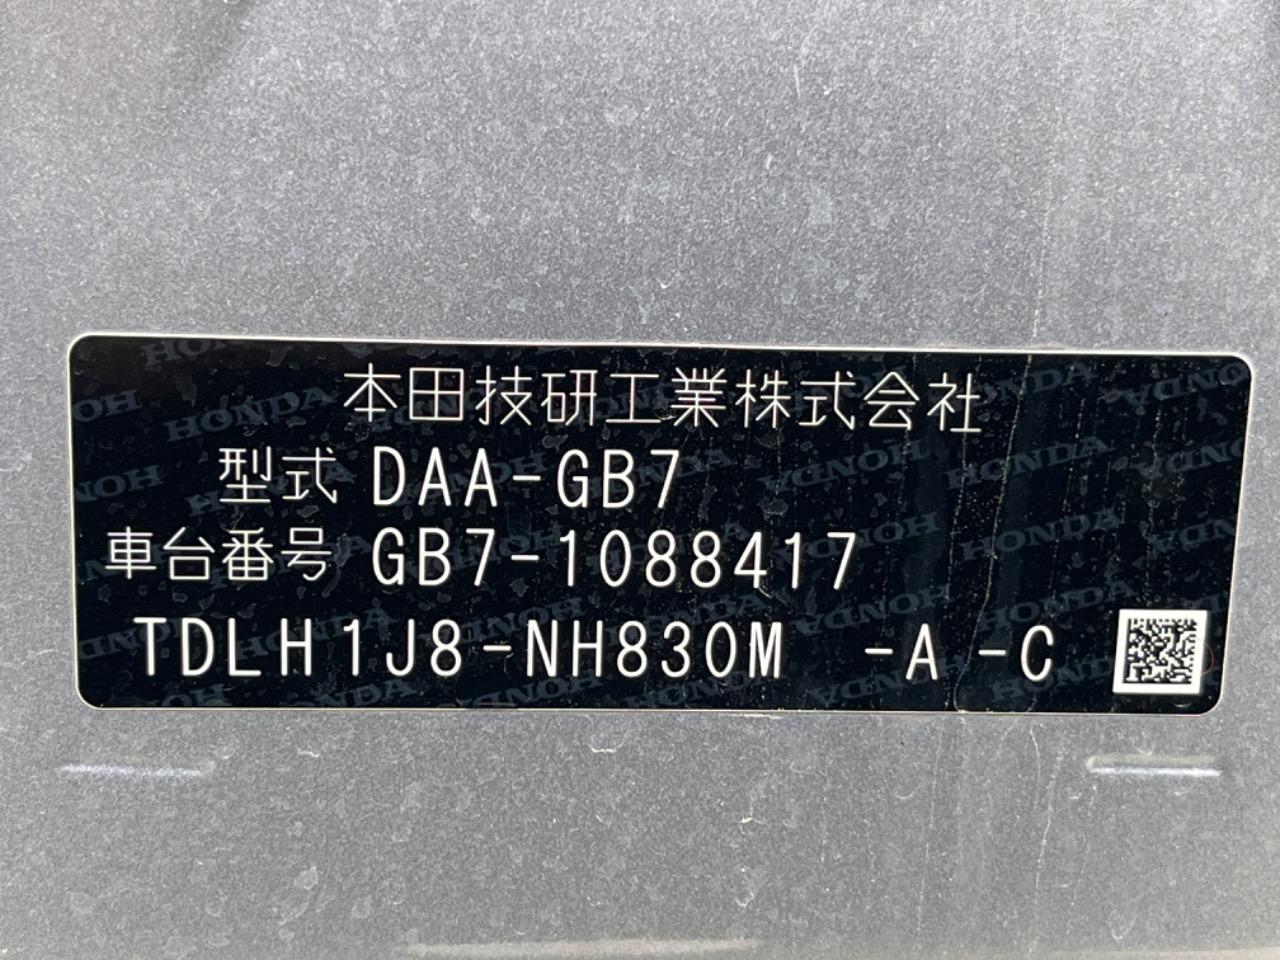 本田技研工業株式会社
型式 DAA-GB7
車台番号 GB7-1088417
TDLH1J8-NH830M -A -C